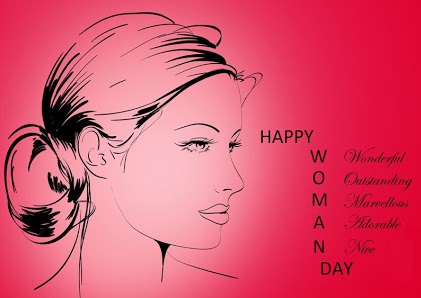 HAPPY
W Wonderful
O Outstanding
M Marvellous
A Adorable
N Nice
DAY